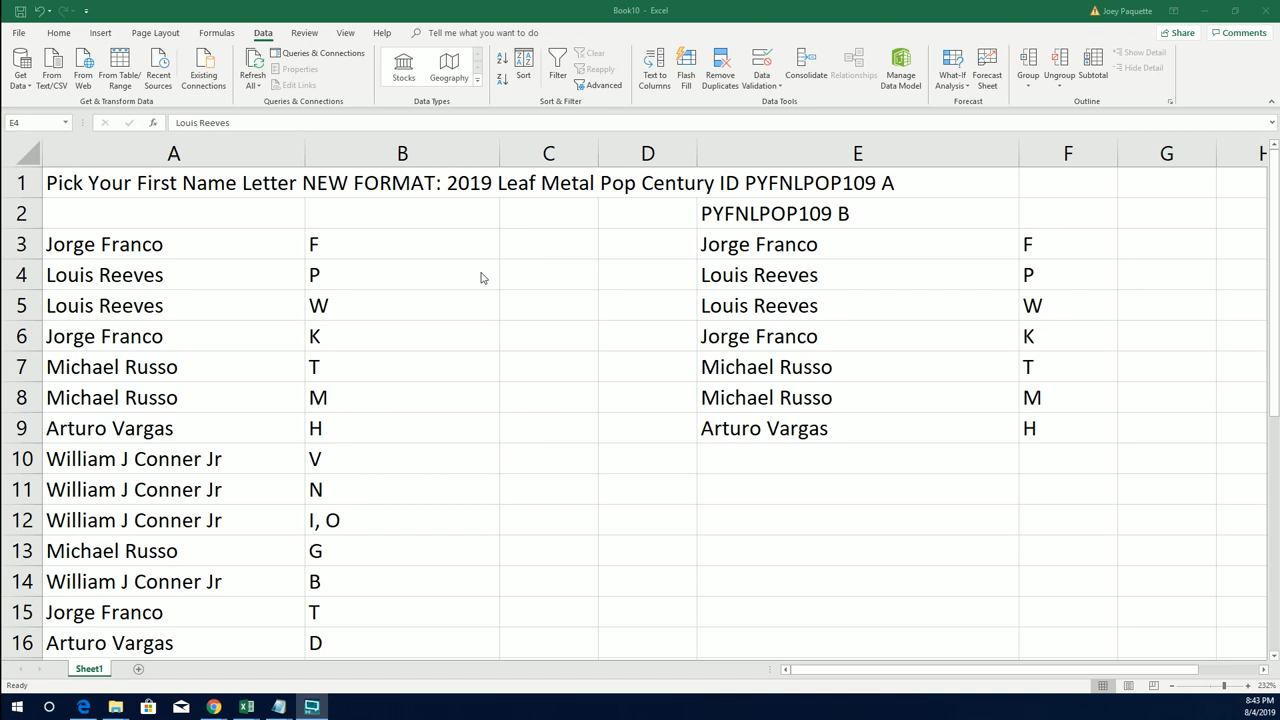 Book10 - Excel
Joey Paquette
File Home Insert Page Layout Formulas Data Review View Help Tell me what you want to do
Share Comments
Get Data
From Text/CSV
From Web
From Table/Range
Recent Sources
Existing Connections
Get & Transform Data
Refresh All
Queries & Connections
Properties
Edit Links
Queries & Connections
Stocks
Geography
Data Types
Sort
Filter
Clear
Reapply
Advanced
Sort & Filter
Text to Columns
Flash Fill
Remove Duplicates
Data Validation
Consolidate
Relationships
Manage Data Model
Data Tools
What-If Analysis
Forecast Sheet
Forecast
Group
Ungroup
Subtotal
Show Detail
Hide Detail
Outline
E4 fx Louis Reeves
A B C D E F G H
1 Pick Your First Name Letter NEW FORMAT: 2019 Leaf Metal Pop Century ID PYFNLPOP109 A
2 PYFNLPOP109 B
3 Jorge Franco F Jorge Franco F
4 Louis Reeves P Louis Reeves P
5 Louis Reeves W Louis Reeves W
6 Jorge Franco K Jorge Franco K
7 Michael Russo T Michael Russo T
8 Michael Russo M Michael Russo M
9 Arturo Vargas H Arturo Vargas H
10 William J Conner Jr V
11 William J Conner Jr N
12 William J Conner Jr I, O
13 Michael Russo G
14 William J Conner Jr B
15 Jorge Franco T
16 Arturo Vargas D
Sheet1
Ready
232%
8:43 PM
8/4/2019